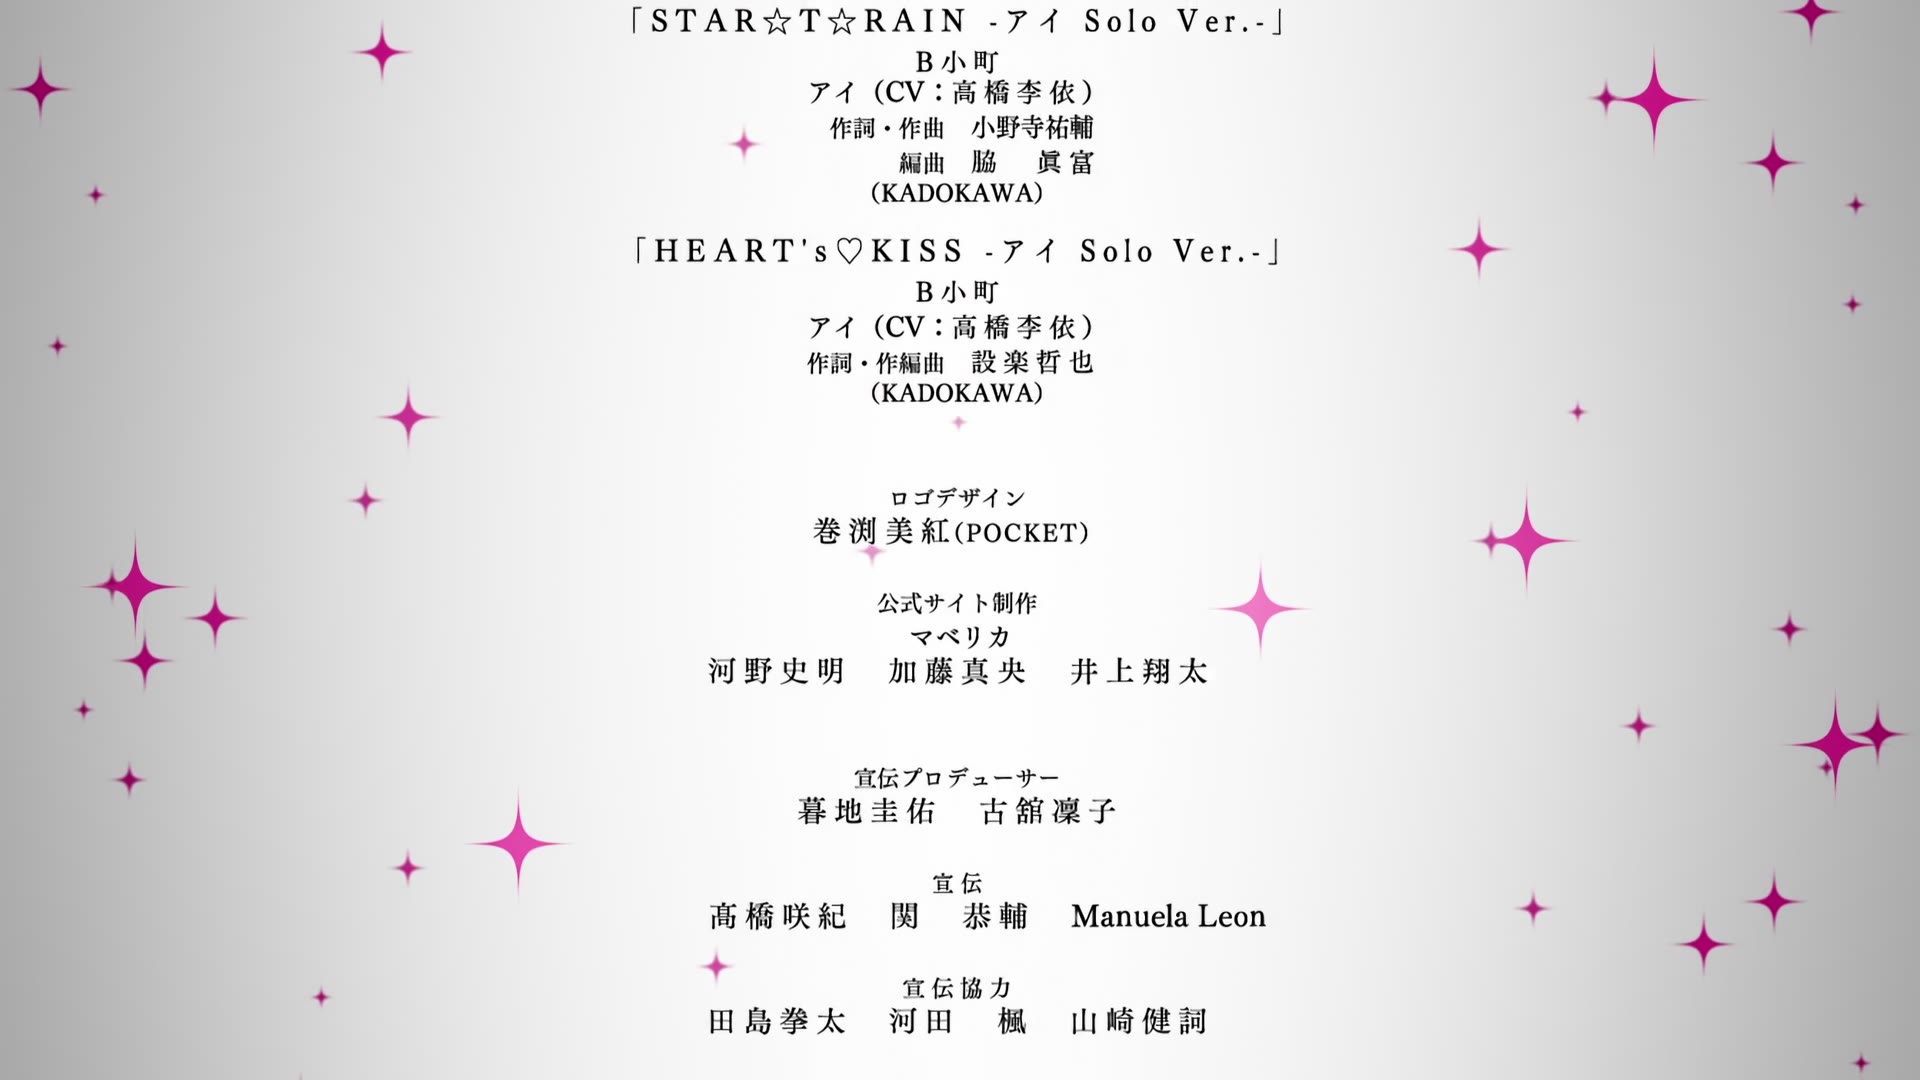 「STAR☆T☆RAIN -アイ Solo Ver.-」
B小町
アイ（CV：高橋李依）
作詞・作曲　小野寺祐輔
編曲　脇　眞富
（KADOKAWA）
「HEART's♡KISS -アイ Solo Ver.-」
B小町
アイ（CV：高橋李依）
作詞・作編曲　設楽哲也
（KADOKAWA）
ロゴデザイン
巻渕美紅(POCKET)
公式サイト制作
マベリカ
河野史明　加藤真央　井上翔太
宣伝プロデューサー
暮地圭佑　古舘凜子
宣伝
髙橋咲紀　関　恭輔　Manuela Leon
宣伝協力
田島拳太　河田　楓　山崎健詞